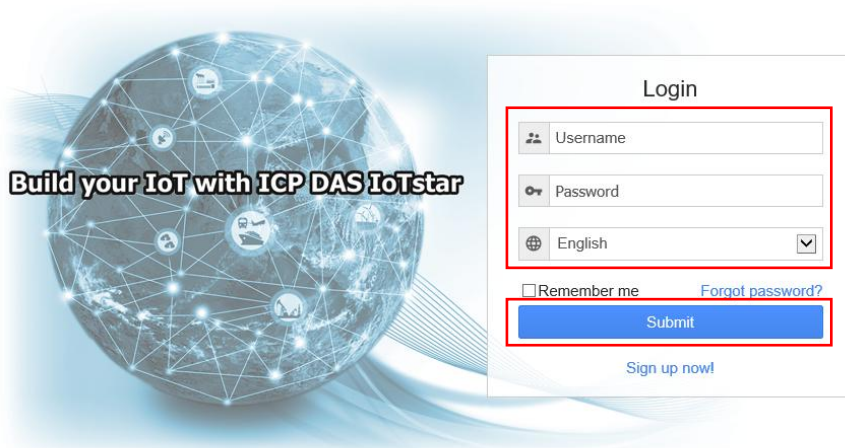 Build your IoT with ICP DAS IoTstar
Login
Username
Password
English
Remember me
Forgot password?
Submit
Sign up now!